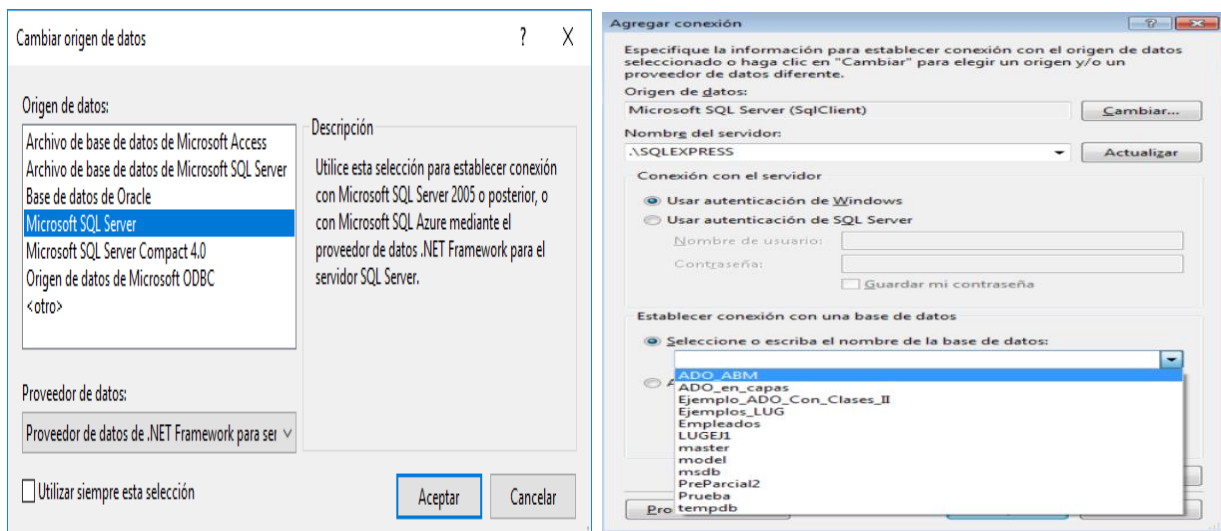 Cambiar origen de datos
Origen de datos:
Archivo de base de datos de Microsoft Access
Archivo de base de datos de Microsoft SQL Server
Base de datos de Oracle
Microsoft SQL Server
Microsoft SQL Server Compact 4.0
Origen de datos de Microsoft ODBC
<otro>
Descripción
Utilice esta selección para establecer conexión
con Microsoft SQL Server 2005 o posterior, o
con Microsoft SQL Azure mediante el
proveedor de datos .NET Framework para el
servidor SQL Server.
Proveedor de datos:
Proveedor de datos de .NET Framework para ser
Utilizar siempre esta selección
Aceptar
Cancelar
Agregar conexión
Especifique la información para establecer conexión con el origen de datos
seleccionado o haga clic en "Cambiar" para elegir un origen y/o un
proveedor de datos diferente.
Origen de datos:
Microsoft SQL Server (SqlClient)
Cambiar...
Nombre del servidor:
.\SQLEXPRESS
Actualizar
Conexión con el servidor
Usar autenticación de Windows
Usar autenticación de SQL Server
Nombre de usuario:
Contraseña:
Guardar mi contraseña
Establecer conexión con una base de datos
Seleccione o escriba el nombre de la base de datos:
A
ADO_ABM
ADO_en_capas
Ejemplo_ADO_Con_Clases_II
Ejemplos_LUG
Empleados
LUGEJ1
master
model
msdb
PreParcial2
Prueba
tempdb
Pro